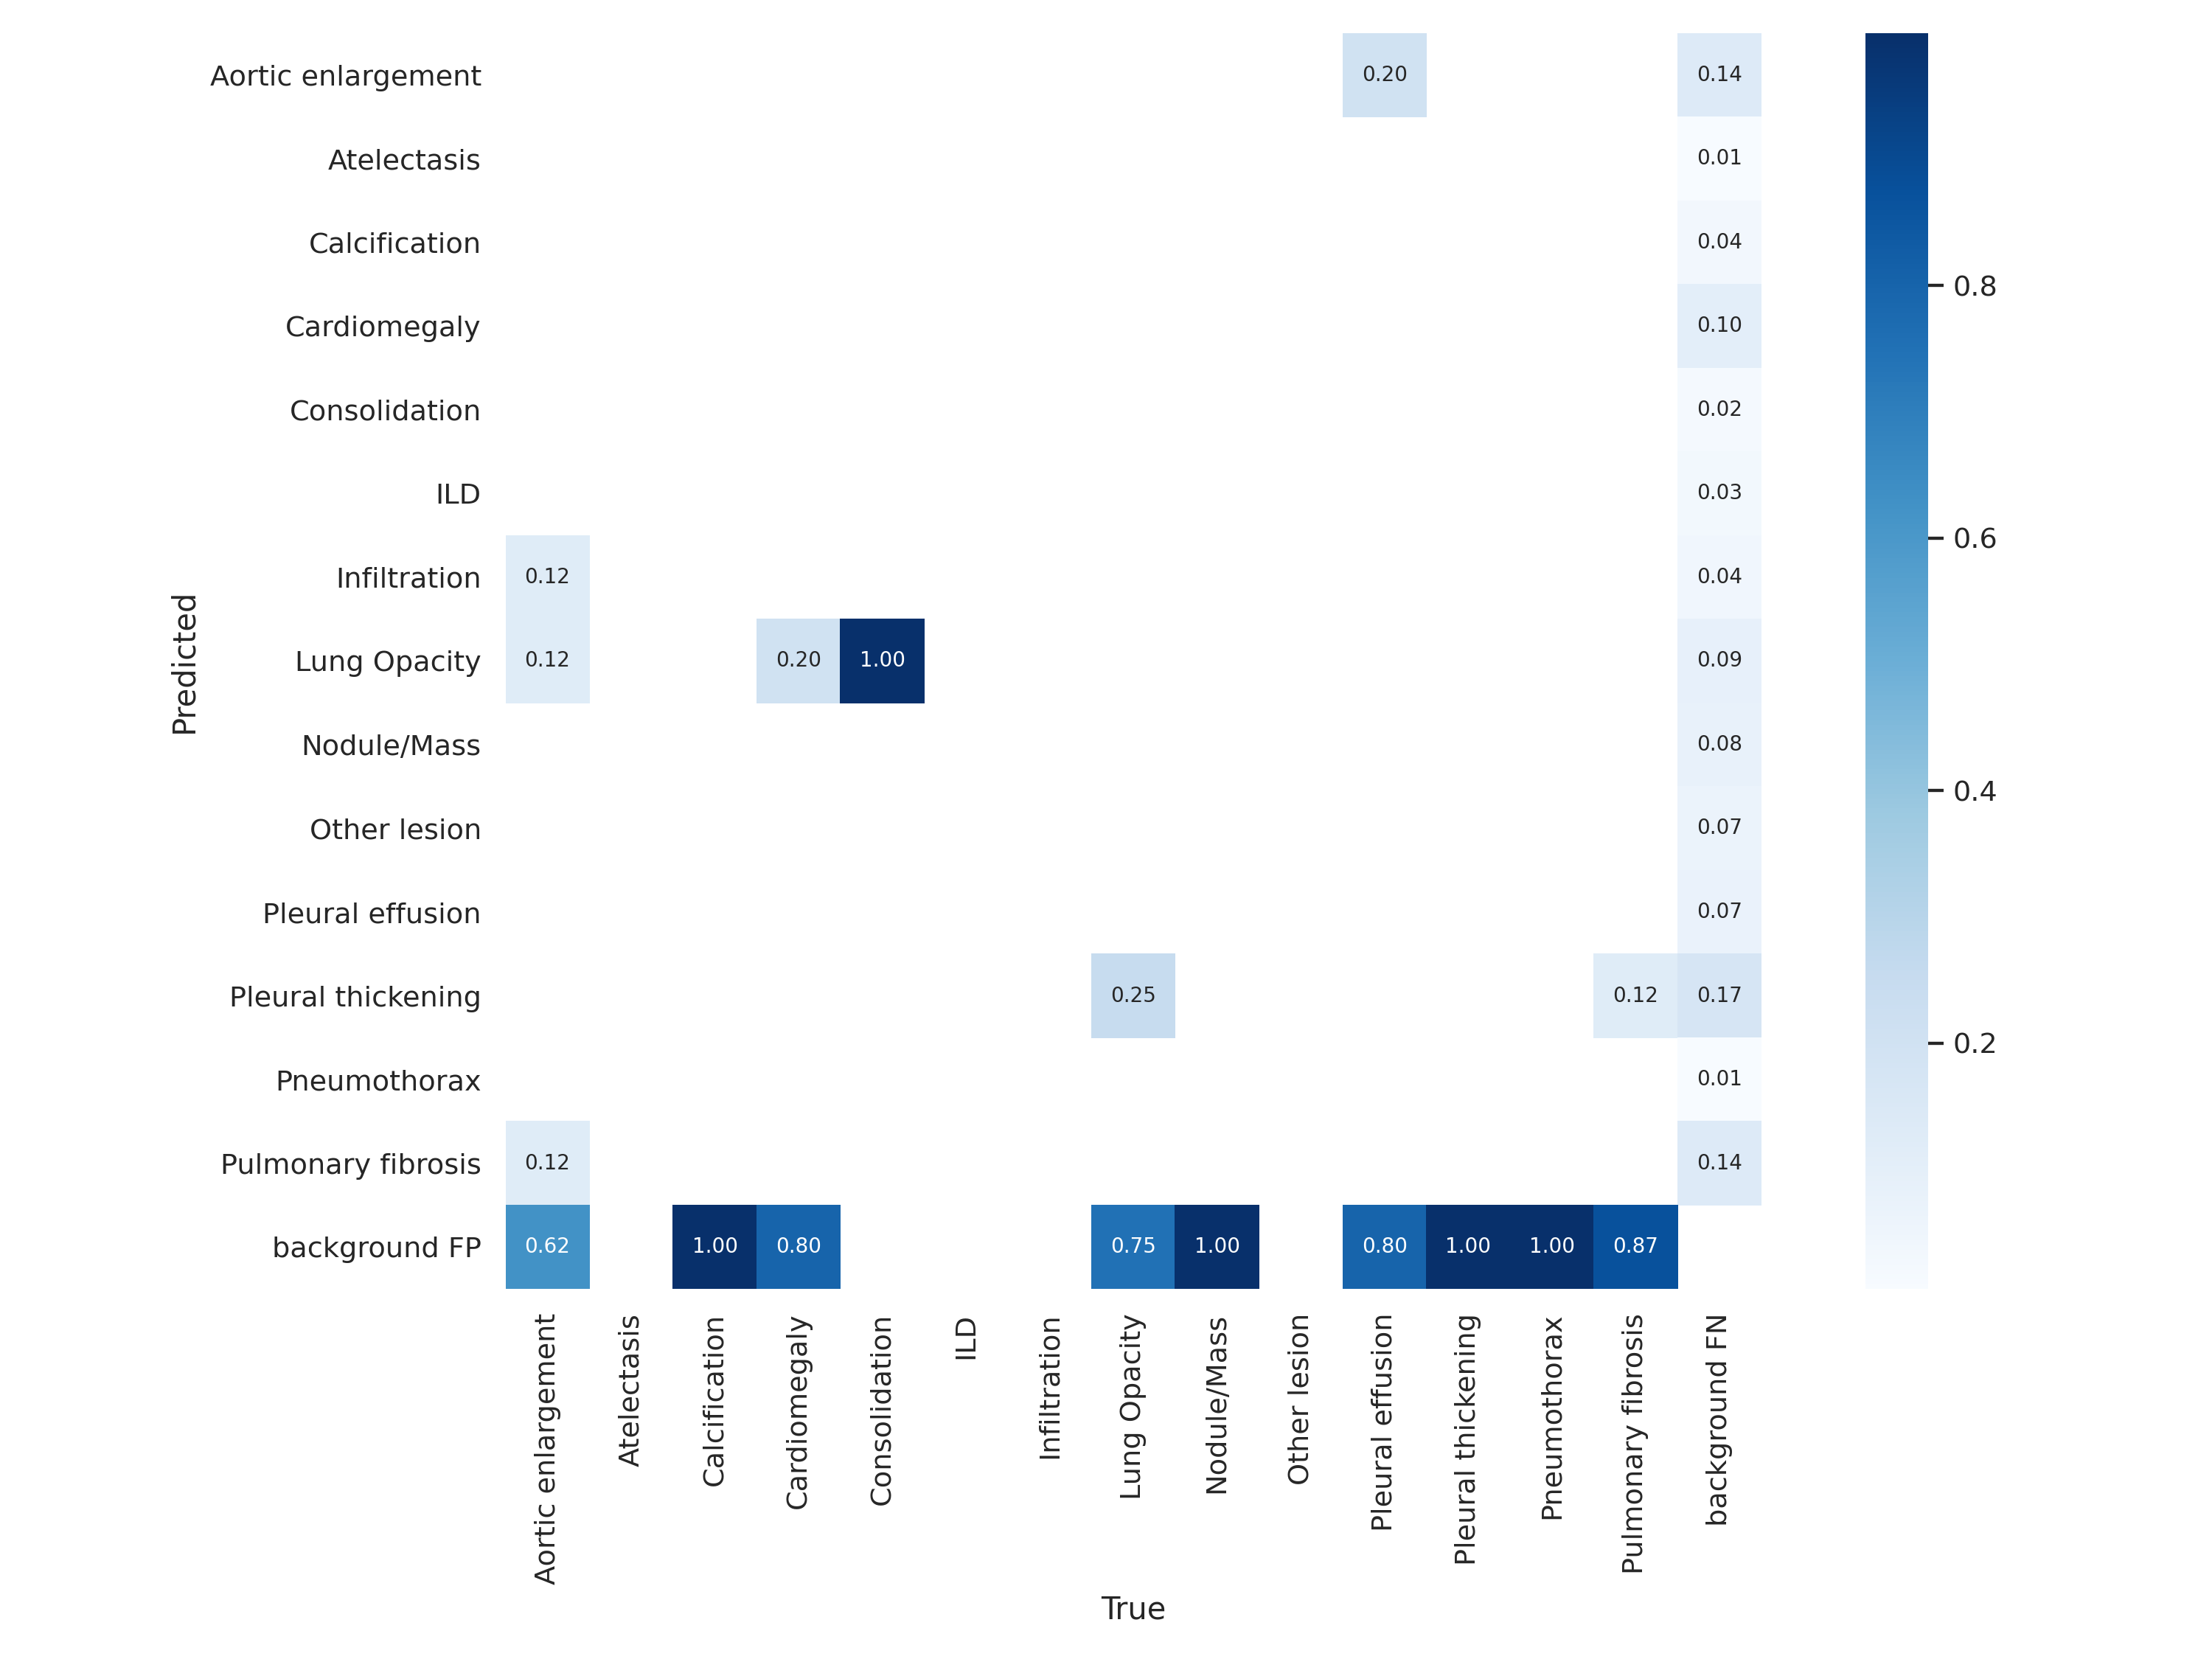 Aortic enlargement 0.20 0.14
Atelectasis 0.01
Calcification 0.04
Cardiomegaly 0.10 0.8
Consolidation 0.02
ILD 0.03
0.6
Infiltration 0.12 0.04
Predicted
Lung Opacity 0.12 0.20 1.00 0.09
Nodule/Mass 0.08
0.4
Other lesion 0.07
Pleural effusion 0.07
Pleural thickening 0.25 0.12 0.17
0.2
Pneumothorax 0.01
Pulmonary fibrosis 0.12 0.14
background FP 0.62 1.00 0.80 0.75 1.00 0.80 1.00 1.00 0.87
Aortic enlargement
Atelectasis
Calcification
Cardiomegaly
Consolidation
ILD
Infiltration
Lung Opacity
Nodule/Mass
Other lesion
Pleural effusion
Pleural thickening
Pneumothorax
Pulmonary fibrosis
background FN
True